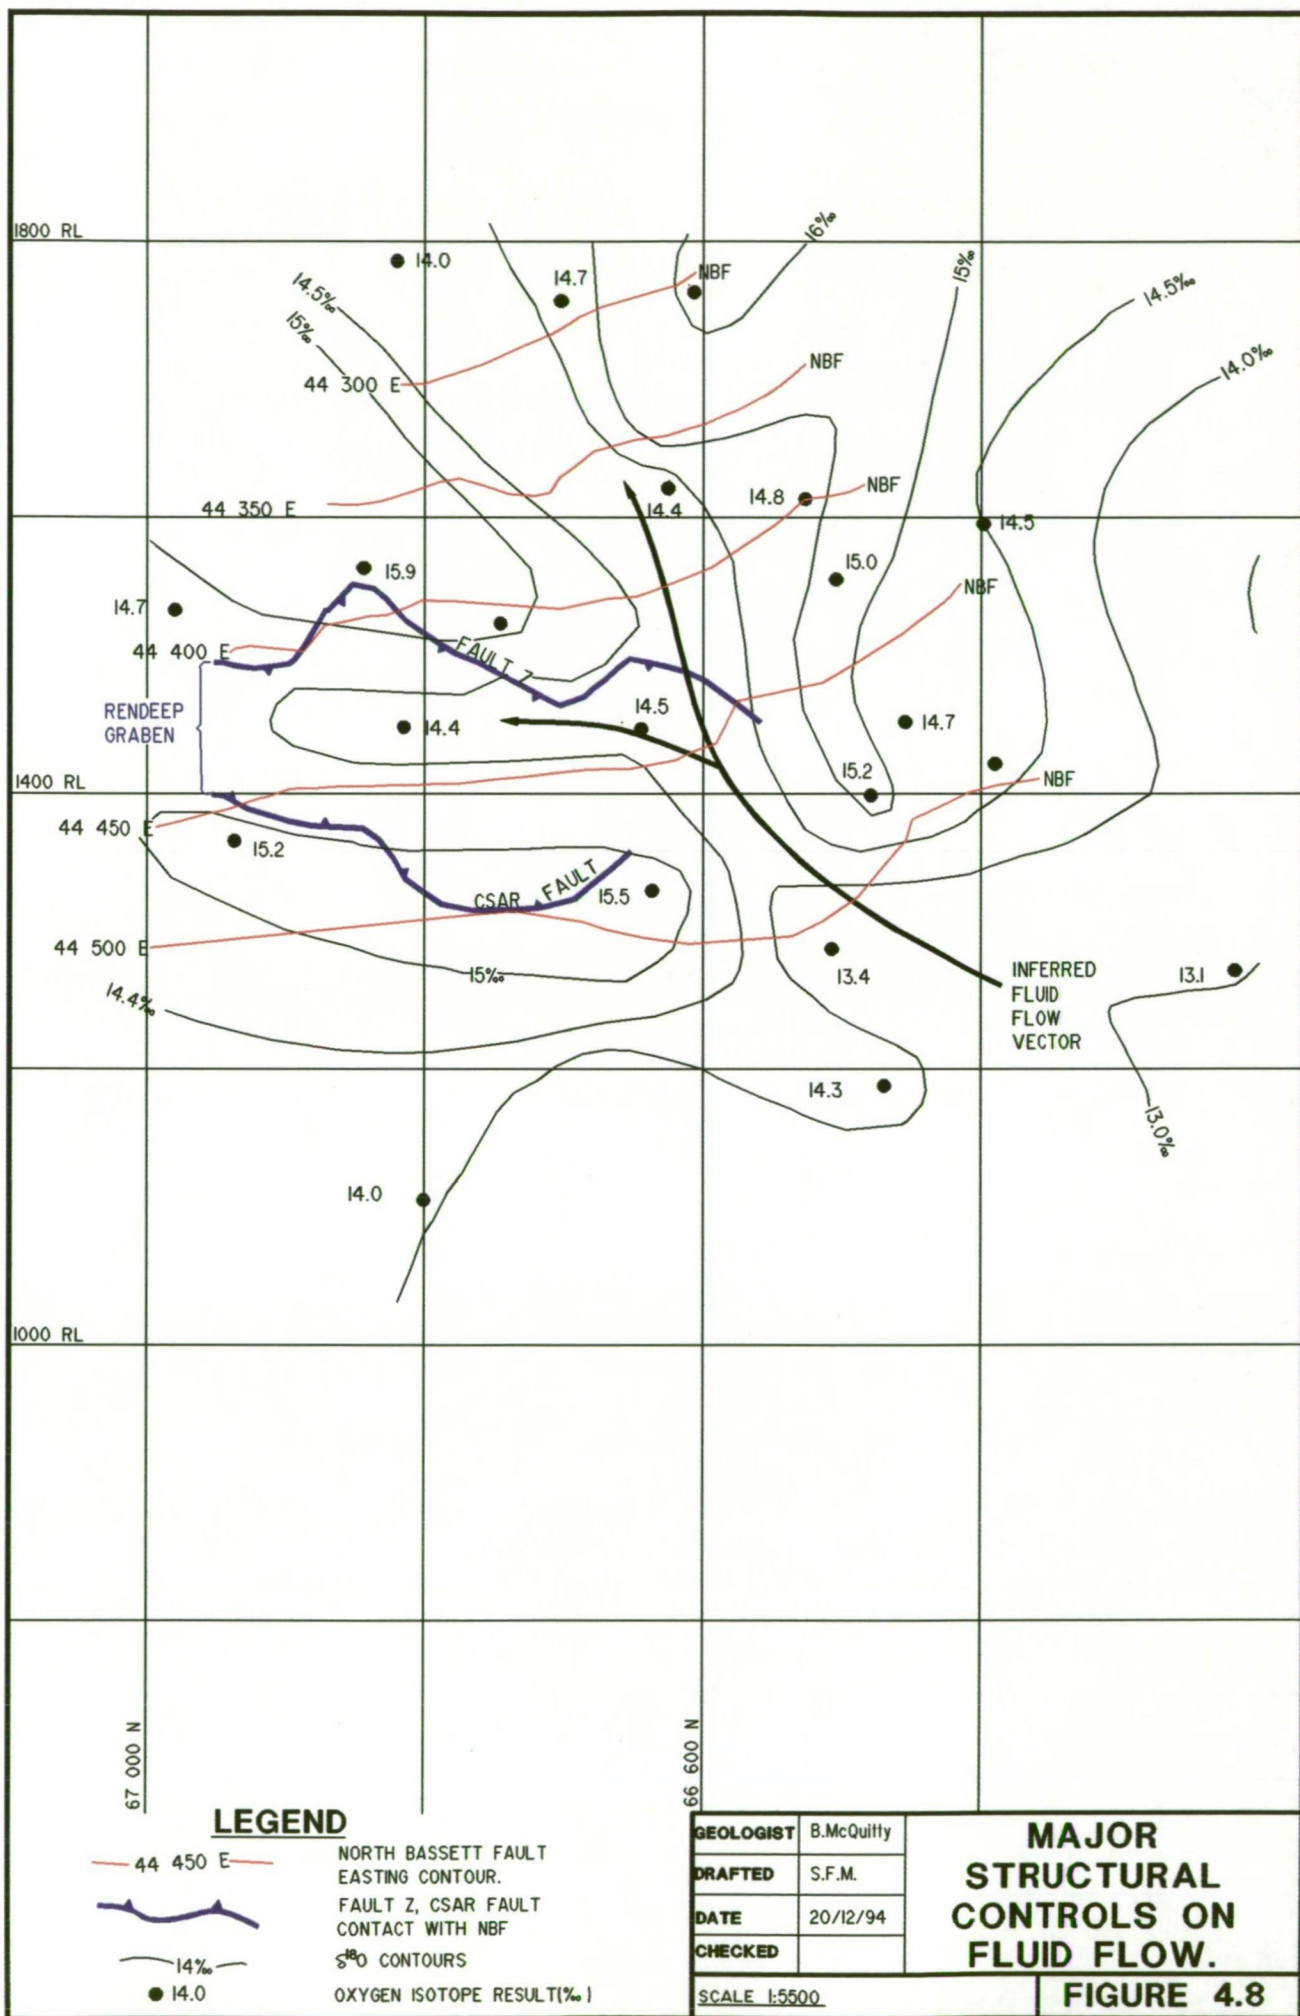 1800 RL
14.0
14.5‰
15‰
14.7
NBF
16‰
15‰
14.5‰
14.0‰
44 300 E
NBF
44 350 E
14.4
14.8
NBF
14.5
15.9
15.0
14.7
NBF
44 400 E
FAULT Z
RENDEEP
GRABEN
14.4
14.5
14.7
1400 RL
15.2
NBF
44 450 E
15.2
CSAR FAULT
15.5
44 500 E
13.4
15‰
14.4‰
INFERRED
FLUID
FLOW
VECTOR
13.1
14.3
13.0‰
14.0
1000 RL
67 000 N
66 600 N
LEGEND
44 450 E
NORTH BASSETT FAULT
EASTING CONTOUR.
FAULT Z, CSAR FAULT
CONTACT WITH NBF
14‰
δ18O CONTOURS
14.0
OXYGEN ISOTOPE RESULT(‰)
GEOLOGIST B.McQuitty
DRAFTED S.F.M.
DATE 20/12/94
CHECKED
SCALE 1:5500
MAJOR
STRUCTURAL
CONTROLS ON
FLUID FLOW.
FIGURE 4.8